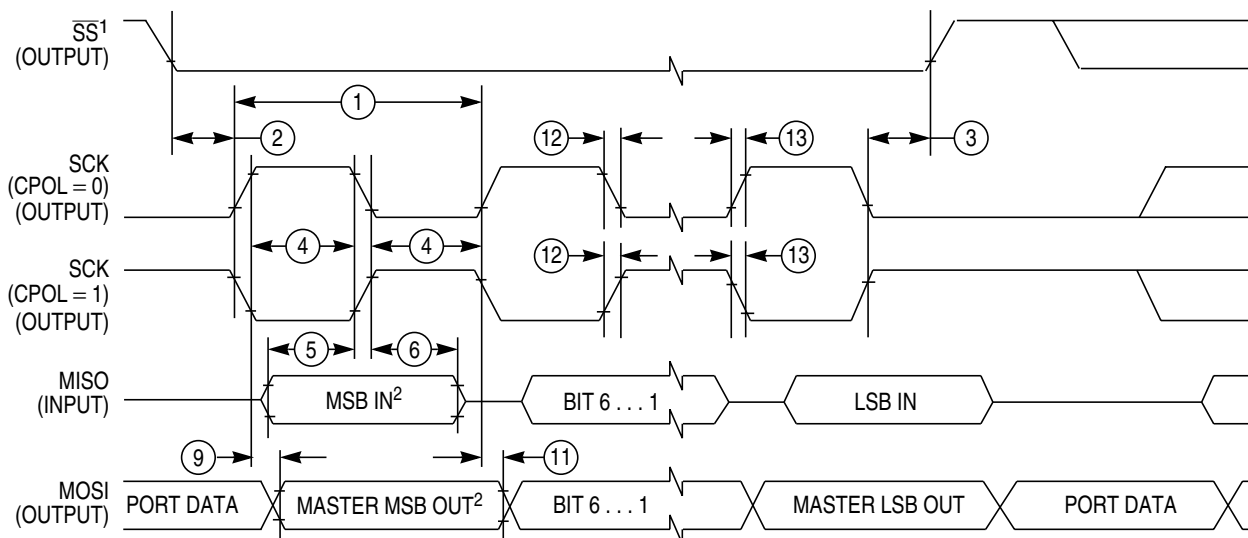 SS¹
(OUTPUT)
1
2
12
13
3
SCK
(CPOL = 0)
(OUTPUT)
4
4
12
13
SCK
(CPOL = 1)
(OUTPUT)
5
6
MISO
(INPUT)
MSB IN²
BIT 6 . . . 1
LSB IN
9
11
MOSI
(OUTPUT)
PORT DATA
MASTER MSB OUT²
BIT 6 . . . 1
MASTER LSB OUT
PORT DATA